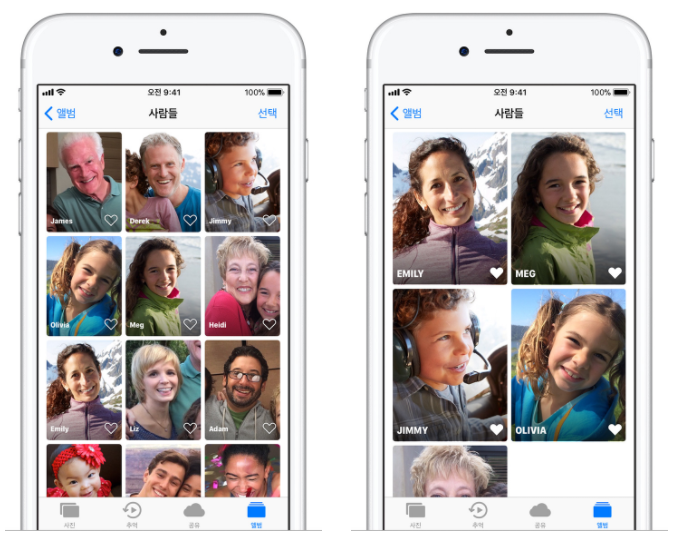 오전 9:41
100%
앨범
사람들
선택
James
Derek
Jimmy
Olivia
Meg
Heidi
Emily
Liz
Adam
사진
추억
공유
앨범
오전 9:41
100%
앨범
사람들
선택
EMILY
MEG
JIMMY
OLIVIA
사진
추억
공유
앨범